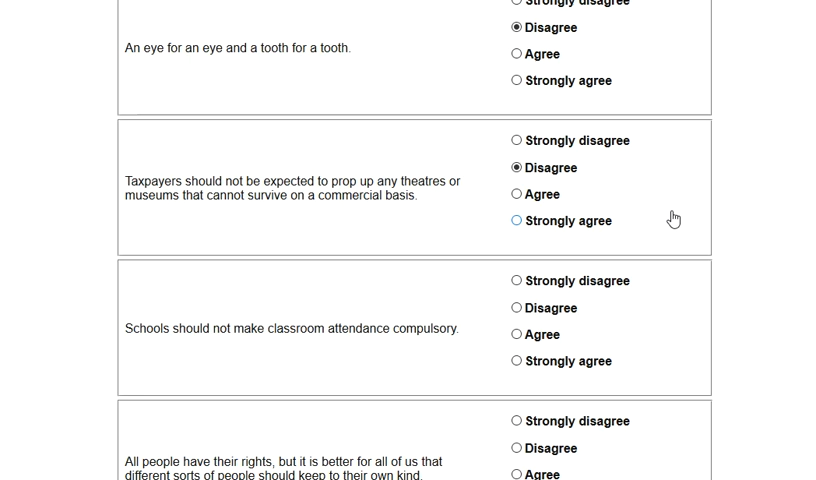 Strongly disagree
Disagree
An eye for an eye and a tooth for a tooth.
Agree
Strongly agree
Strongly disagree
Disagree
Taxpayers should not be expected to prop up any theatres or
museums that cannot survive on a commercial basis.
Agree
Strongly agree
Strongly disagree
Disagree
Schools should not make classroom attendance compulsory.
Agree
Strongly agree
Strongly disagree
Disagree
All people have their rights, but it is better for all of us that
different sorts of people should keep to their own kind.
Agree